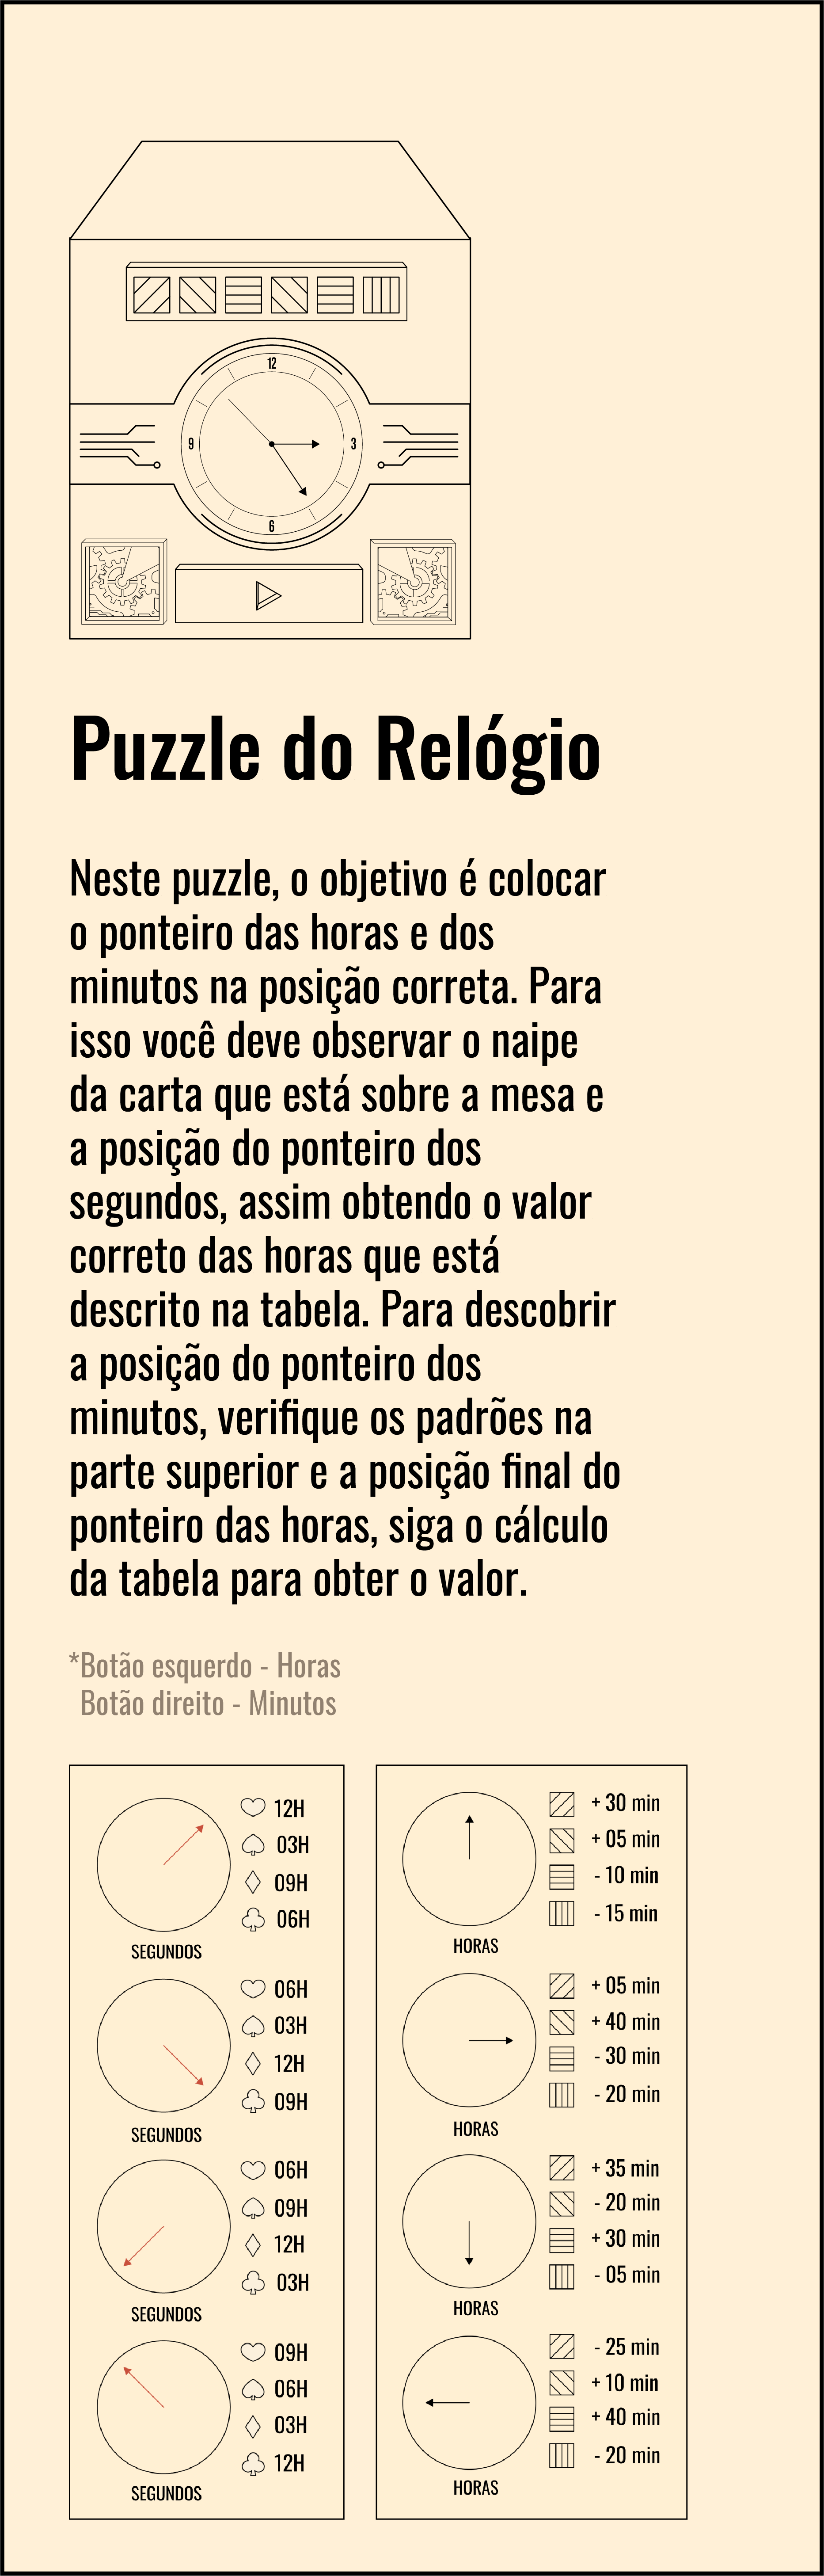 12
9
3
6
Puzzle do Relógio
Neste puzzle, o objetivo é colocar
o ponteiro das horas e dos
minutos na posição correta. Para
isso você deve observar o naipe
da carta que está sobre a mesa e
a posição do ponteiro dos
segundos, assim obtendo o valor
correto das horas que está
descrito na tabela. Para descobrir
a posição do ponteiro dos
minutos, verifique os padrões na
parte superior e a posição final do
ponteiro das horas, siga o cálculo
da tabela para obter o valor.
*Botão esquerdo - Horas
Botão direito - Minutos
12H
03H
09H
06H
SEGUNDOS
06H
03H
12H
09H
SEGUNDOS
06H
09H
12H
03H
SEGUNDOS
09H
06H
03H
12H
SEGUNDOS
+ 30 min
+ 05 min
- 10 min
- 15 min
HORAS
+ 05 min
+ 40 min
- 30 min
- 20 min
HORAS
+ 35 min
- 20 min
+ 30 min
- 05 min
HORAS
- 25 min
+ 10 min
+ 40 min
- 20 min
HORAS